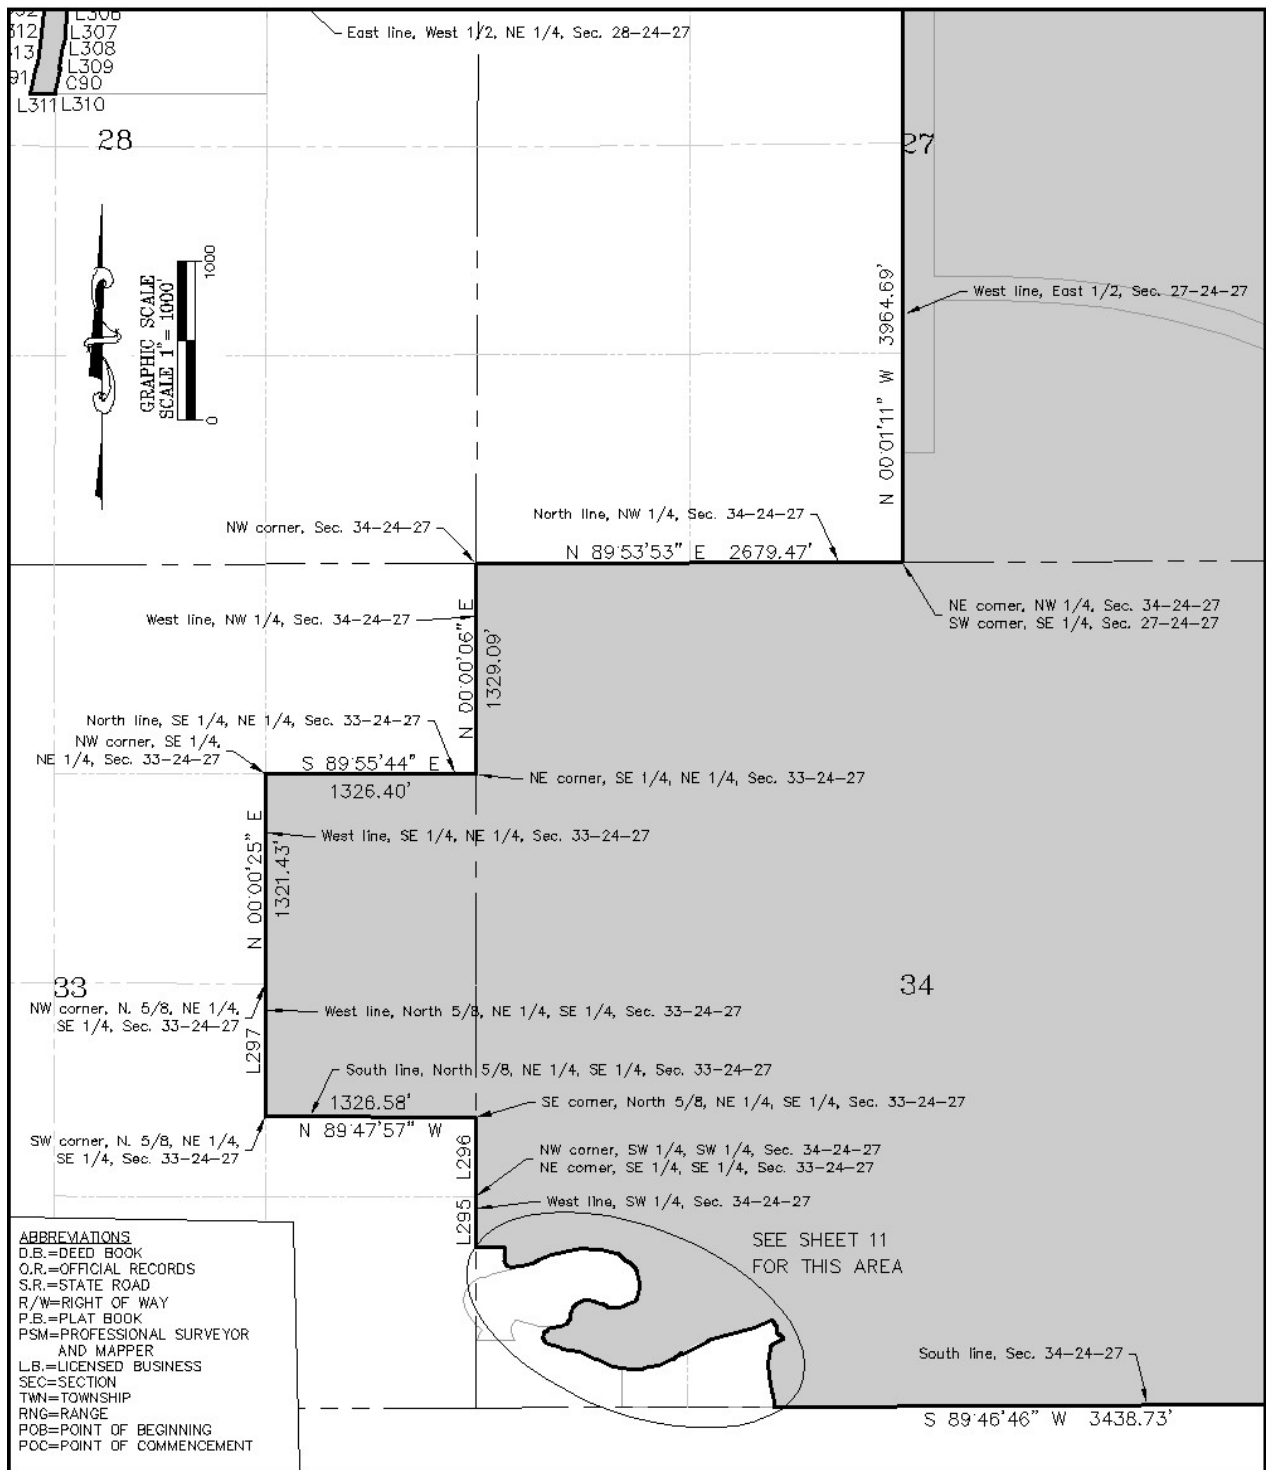 L306
312
L307
13
L308
L309
91
C90
L311
L310
East line, West 1/2, NE 1/4, Sec. 28-24-27
28
27
GRAPHIC SCALE
SCALE 1" = 1000'
0
1000
West line, East 1/2, Sec. 27-24-27
N 00°01'11" W 3964.69'
NW corner, Sec. 34-24-27
North line, NW 1/4, Sec. 34-24-27
N 89°53'53" E 2679.47'
NE corner, NW 1/4, Sec. 34-24-27
SW corner, SE 1/4, Sec. 27-24-27
West line, NW 1/4, Sec. 34-24-27
N 00°00'06" E
1329.09'
North line, SE 1/4, NE 1/4, Sec. 33-24-27
NW corner, SE 1/4,
NE 1/4, Sec. 33-24-27
S 89°55'44" E
1326.40'
NE corner, SE 1/4, NE 1/4, Sec. 33-24-27
West line, SE 1/4, NE 1/4, Sec. 33-24-27
N 00°00'25" E
1321.43'
33
34
NW corner, N. 5/8, NE 1/4,
SE 1/4, Sec. 33-24-27
West line, North 5/8, NE 1/4, SE 1/4, Sec. 33-24-27
L297
South line, North 5/8, NE 1/4, SE 1/4, Sec. 33-24-27
1326.58'
N 89°47'57" W
SE corner, North 5/8, NE 1/4, SE 1/4, Sec. 33-24-27
SW corner, N. 5/8, NE 1/4,
SE 1/4, Sec. 33-24-27
L296
NW corner, SW 1/4, SW 1/4, Sec. 34-24-27
NE corner, SE 1/4, SE 1/4, Sec. 33-24-27
L295
West line, SW 1/4, Sec. 34-24-27
SEE SHEET 11
FOR THIS AREA
ABBREVIATIONS
D.B.=DEED BOOK
O.R.=OFFICIAL RECORDS
S.R.=STATE ROAD
R/W=RIGHT OF WAY
P.B.=PLAT BOOK
PSM=PROFESSIONAL SURVEYOR
AND MAPPER
L.B.=LICENSED BUSINESS
SEC=SECTION
TWN=TOWNSHIP
RNG=RANGE
POB=POINT OF BEGINNING
POC=POINT OF COMMENCEMENT
South line, Sec. 34-24-27
S 89°46'46" W 3438.73'